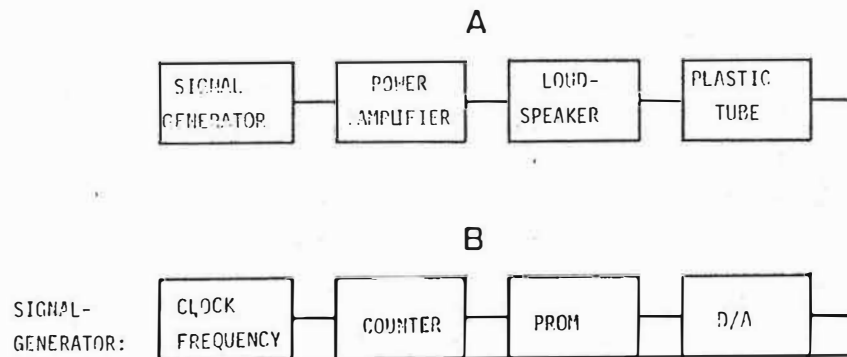 A
SIGNAL
GENERATOR
POWER
AMPLIFIER
LOUD-
SPEAKER
PLASTIC
TUBE
B
SIGNAL-
GENERATOR:
CLOCK
FREQUENCY
COUNTER
PROM
D/A